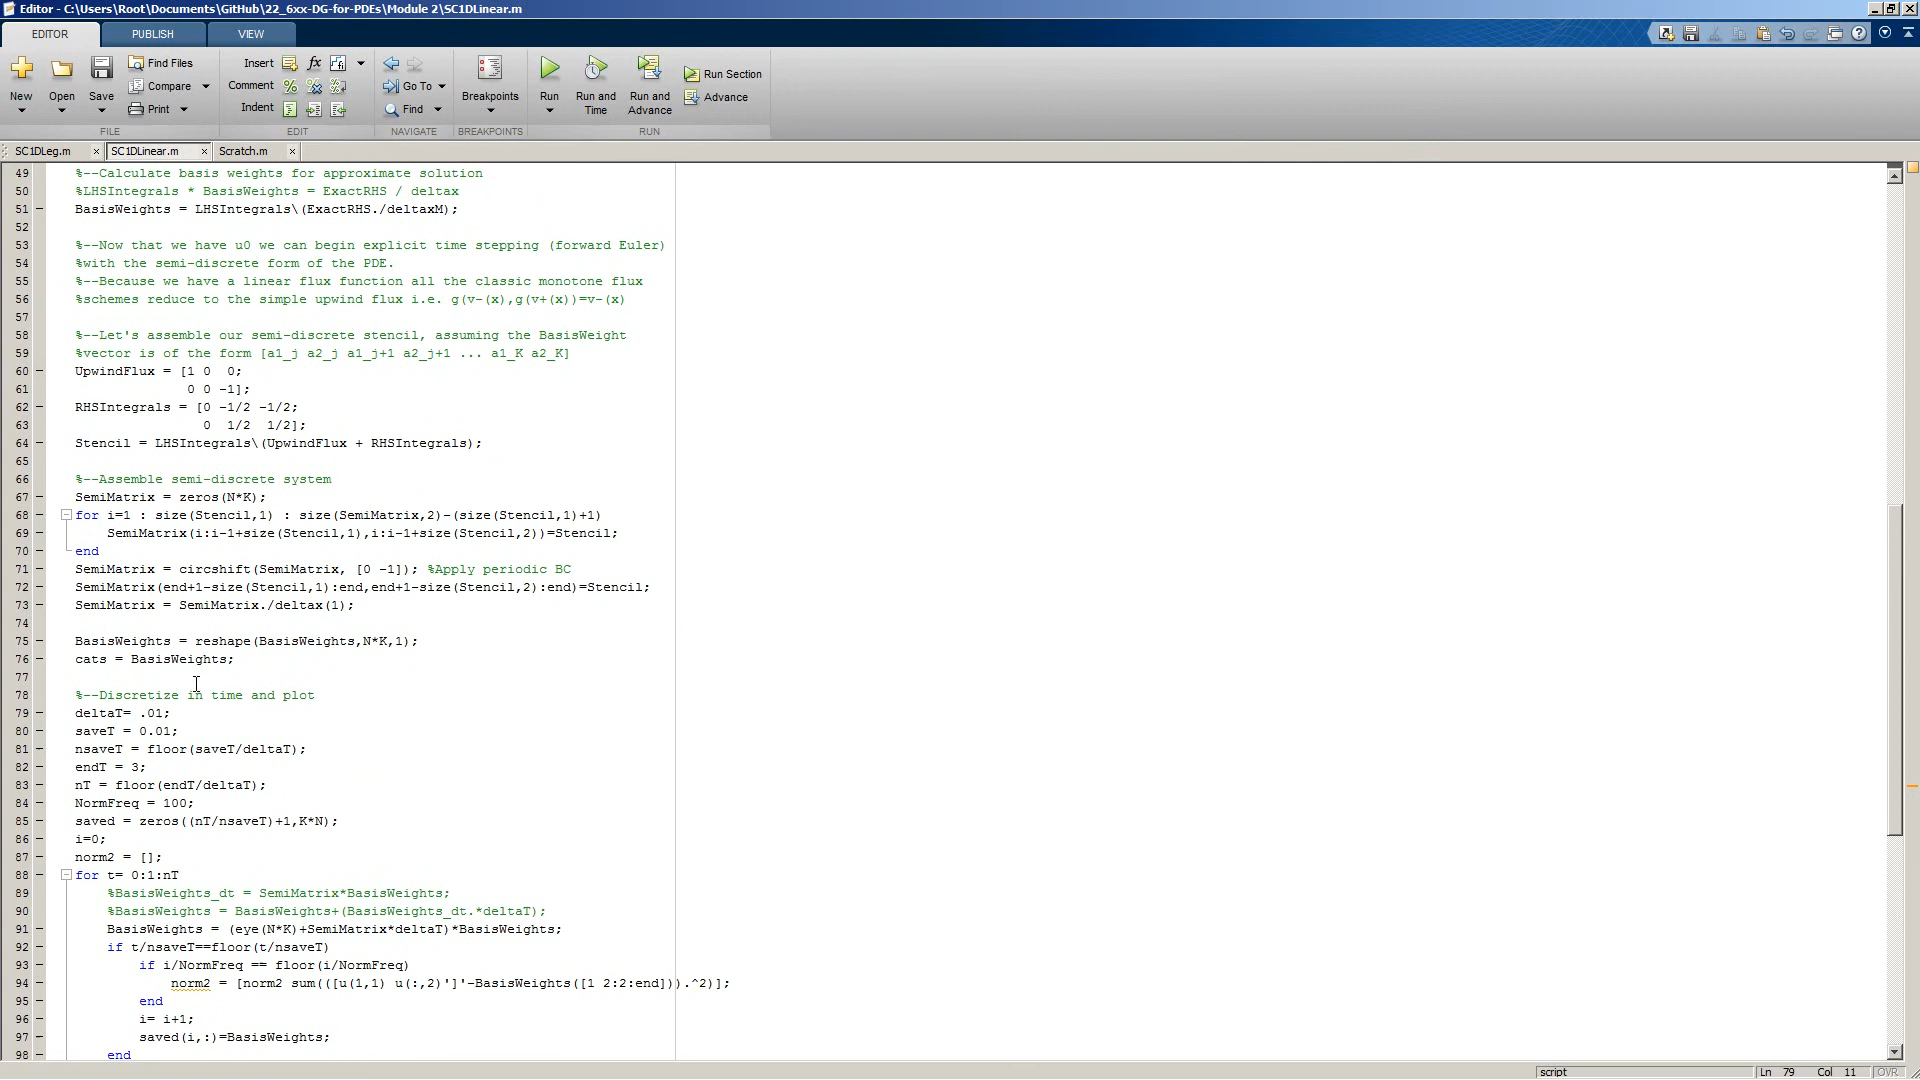 Editor - C:\Users\Root\Documents\GitHub\22_6xx-DG-for-PDEs\Module 2\SC1DLinear.m
EDITOR PUBLISH VIEW
New Open Save Find Files Compare Print
FILE
Insert fx
Comment
Indent
EDIT
Go To
Find
NAVIGATE
Breakpoints
BREAKPOINTS
Run Run and Time Run and Advance Run Section Advance
RUN
SC1DLeg.m × SC1DLinear.m × Scratch.m ×
49 %--Calculate basis weights for approximate solution
50 %LHSIntegrals * BasisWeights = ExactRHS / deltax
51 - BasisWeights = LHSIntegrals\(ExactRHS./deltaxM);
52
53 %--Now that we have u0 we can begin explicit time stepping (forward Euler)
54 %with the semi-discrete form of the PDE.
55 %--Because we have a linear flux function all the classic monotone flux
56 %schemes reduce to the simple upwind flux i.e. g(v-(x),g(v+(x))=v-(x)
57
58 %--Let's assemble our semi-discrete stencil, assuming the BasisWeight
59 %vector is of the form [a1_j a2_j a1_j+1 a2_j+1 ... a1_K a2_K]
60 - UpwindFlux = [1 0  0;
61 0 0 -1];
62 - RHSIntegrals = [0 -1/2 -1/2;
63 0  1/2  1/2];
64 - Stencil = LHSIntegrals\(UpwindFlux + RHSIntegrals);
65
66 %--Assemble semi-discrete system
67 - SemiMatrix = zeros(N*K);
68 - for i=1 : size(Stencil,1) : size(SemiMatrix,2)-(size(Stencil,1)+1)
69 - SemiMatrix(i:i-1+size(Stencil,1),i:i-1+size(Stencil,2))=Stencil;
70 - end
71 - SemiMatrix = circshift(SemiMatrix, [0 -1]); %Apply periodic BC
72 - SemiMatrix(end+1-size(Stencil,1):end,end+1-size(Stencil,2):end)=Stencil;
73 - SemiMatrix = SemiMatrix./deltax(1);
74
75 - BasisWeights = reshape(BasisWeights,N*K,1);
76 - cats = BasisWeights;
77
78 %--Discretize in time and plot
79 - deltaT= .01;
80 - saveT = 0.01;
81 - nsaveT = floor(saveT/deltaT);
82 - endT = 3;
83 - nT = floor(endT/deltaT);
84 - NormFreq = 100;
85 - saved = zeros((nT/nsaveT)+1,K*N);
86 - i=0;
87 - norm2 = [];
88 - for t= 0:1:nT
89 %BasisWeights_dt = SemiMatrix*BasisWeights;
90 %BasisWeights = BasisWeights+(BasisWeights_dt.*deltaT);
91 - BasisWeights = (eye(N*K)+SemiMatrix*deltaT)*BasisWeights;
92 - if t/nsaveT==floor(t/nsaveT)
93 - if i/NormFreq == floor(i/NormFreq)
94 - norm2 = [norm2 sum(([u(1,1) u(:,2)']'-BasisWeights([1 2:2:end])).^2)];
95 - end
96 - i= i+1;
97 - saved(i,:)=BasisWeights;
98 - end
script Ln 79 Col 11 OVR